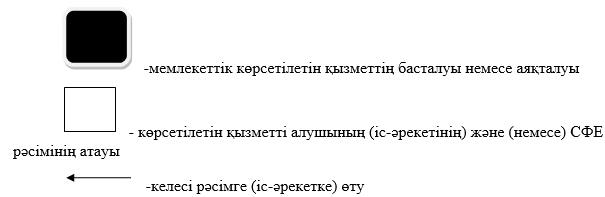 -мемлекеттік көрсетілетін қызметтің басталуы немесе аяқталуы
- көрсетілетін қызметті алушының (іс-әрекетінің) және (немесе) СФЕ
рәсімінің атауы
-келесі рәсімге (іс-әрекетке) өту